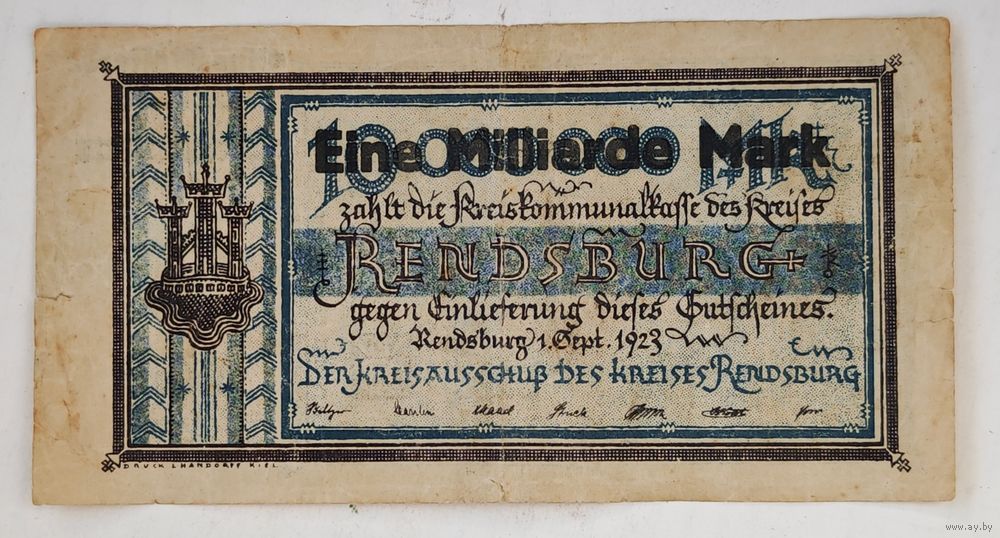 Eine Milliarde Mark
zahlt die Kreiskommunalkasse des Kreises
RENDSBURG
gegen Einlieferung dieses Gutscheines.
Rendsburg 1. Sept. 1923
DER KREISAUSSCHUß DES KREISES RENDSBURG
DRUCK L HANDORFF KIEL
www.ay.by